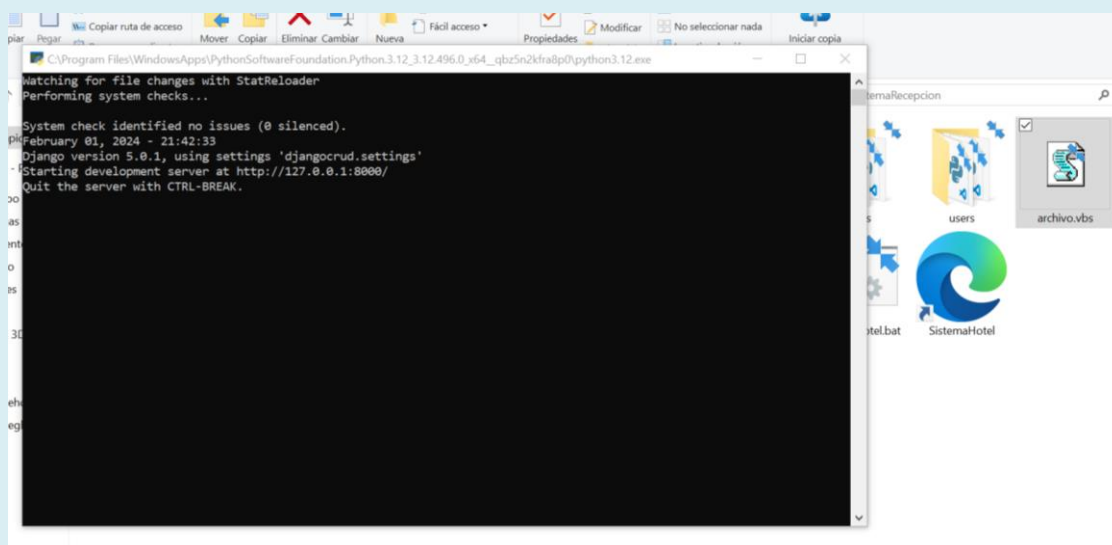 Copiar ruta de acceso
Pegar
Mover Copiar Eliminar Cambiar Nueva
Fácil acceso
Propiedades
Modificar
No seleccionar nada
Iniciar copia
C:\Program Files\WindowsApps\PythonSoftwareFoundation.Python.3.12_3.12.496.0_x64__qbz5n2kfra8p0\python3.12.exe
Watching for file changes with StatReloader
Performing system checks...
System check identified no issues (0 silenced).
February 01, 2024 - 21:42:33
Django version 5.0.1, using settings 'djangocrud.settings'
Starting development server at http://127.0.0.1:8000/
Quit the server with CTRL-BREAK.
temaRecepcion
users
archivo.vbs
otel.bat
SistemaHotel
3D